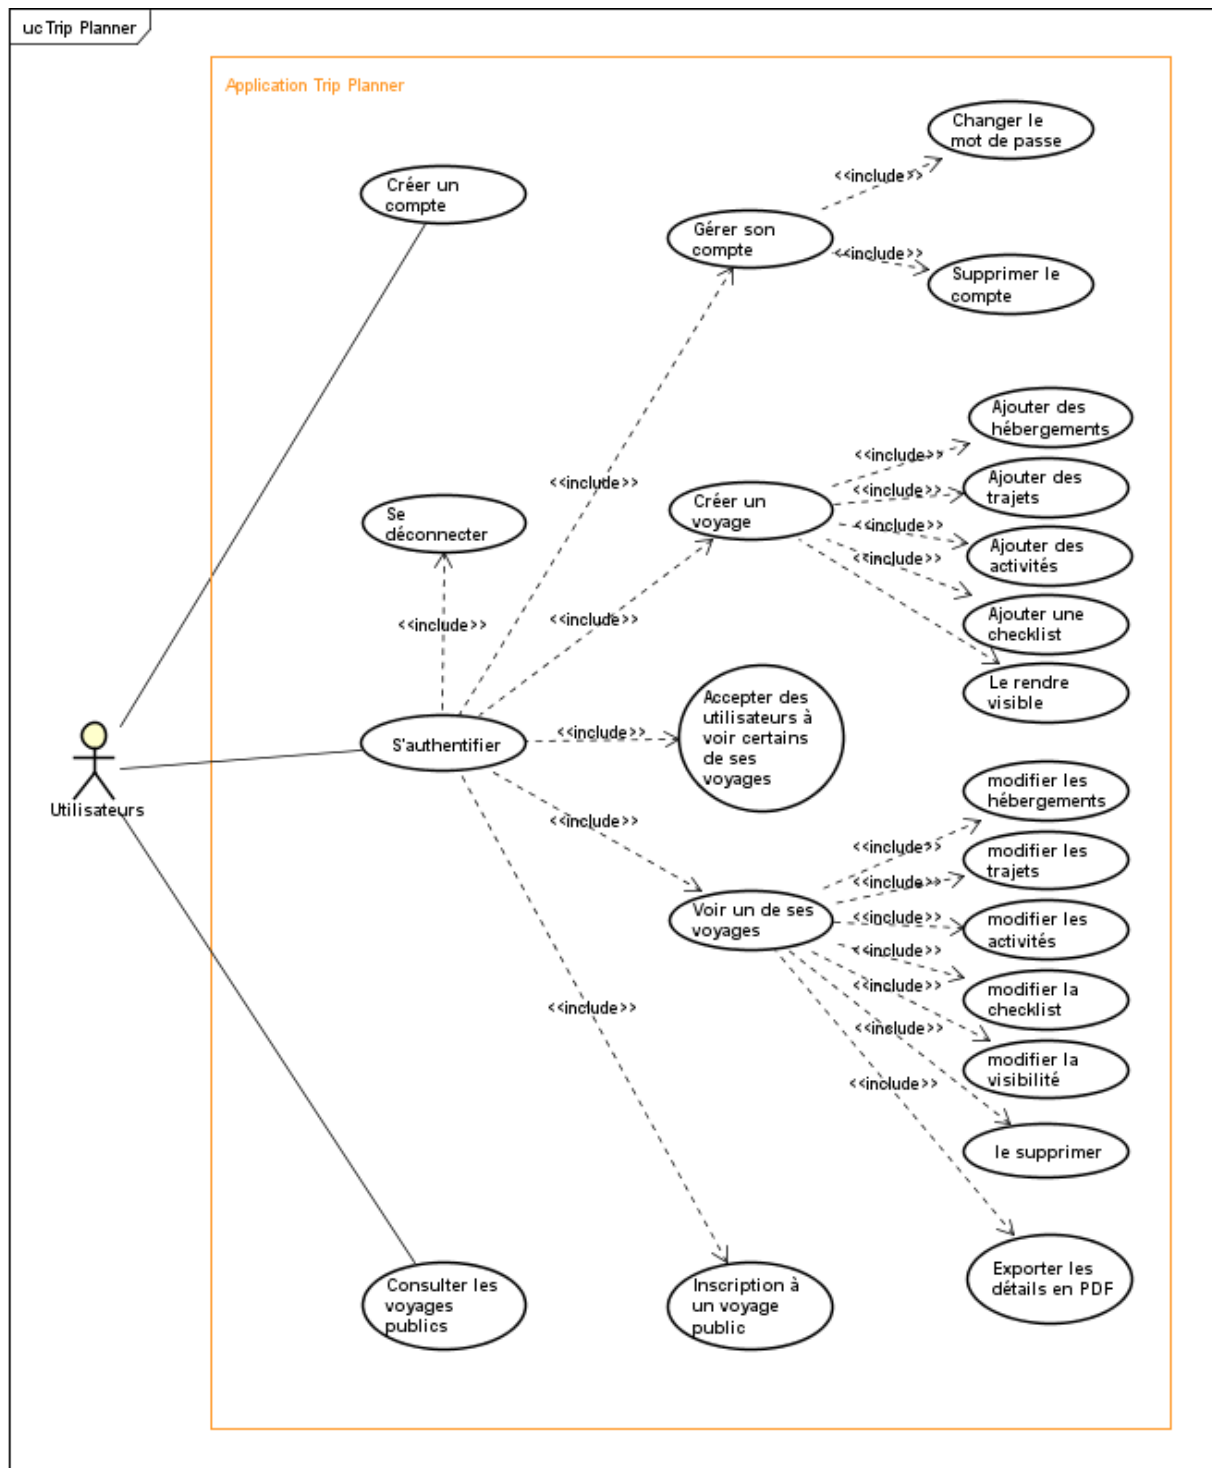 uc Trip Planner
Application Trip Planner
Changer le
mot de passe
<<include>>
Créer un
compte
Gérer son
compte
<<include>>
Supprimer le
compte
Ajouter des
hébergements
<<include>>
<<include>>
Ajouter des
trajets
<<include>>
Créer un
voyage
Se
déconnecter
<<include>>
Ajouter des
activités
<<include>>
Ajouter une
checklist
<<include>>
<<include>>
Le rendre
visible
Accepter des
utilisateurs à
voir certains
de ses
voyages
<<include>>
S'authentifier
Utilisateurs
modifier les
hébergements
<<include>>
<<include>>
modifier les
trajets
<<include>>
Voir un de ses
voyages
<<include>>
modifier les
activités
<<include>>
<<include>>
modifier la
checklist
<<include>>
<<include>>
modifier la
visibilité
<<include>>
le supprimer
Consulter les
voyages
publics
Inscription à
un voyage
public
Exporter les
détails en PDF